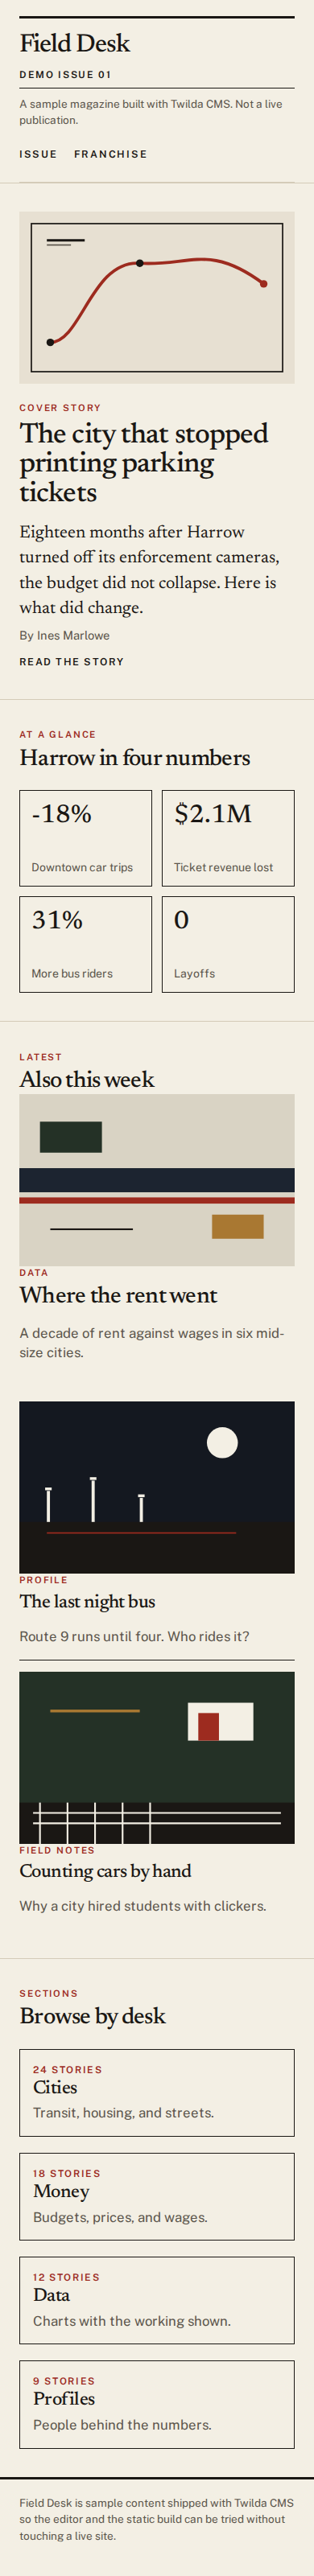 Field Desk
DEMO ISSUE 01
A sample magazine built with Twilda CMS. Not a live
publication.
ISSUE FRANCHISE
COVER STORY
The city that stopped
printing parking
tickets
Eighteen months after Harrow
turned off its enforcement cameras,
the budget did not collapse. Here is
what did change.
By Ines Marlowe
READ THE STORY
AT A GLANCE
Harrow in four numbers
-18%
Downtown car trips
$2.1M
Ticket revenue lost
31%
More bus riders
0
Layoffs
LATEST
Also this week
DATA
Where the rent went
A decade of rent against wages in six mid-
size cities.
PROFILE
The last night bus
Route 9 runs until four. Who rides it?
FIELD NOTES
Counting cars by hand
Why a city hired students with clickers.
SECTIONS
Browse by desk
24 STORIES
Cities
Transit, housing, and streets.
18 STORIES
Money
Budgets, prices, and wages.
12 STORIES
Data
Charts with the working shown.
9 STORIES
Profiles
People behind the numbers.
Field Desk is sample content shipped with Twilda CMS
so the editor and the static build can be tried without
touching a live site.